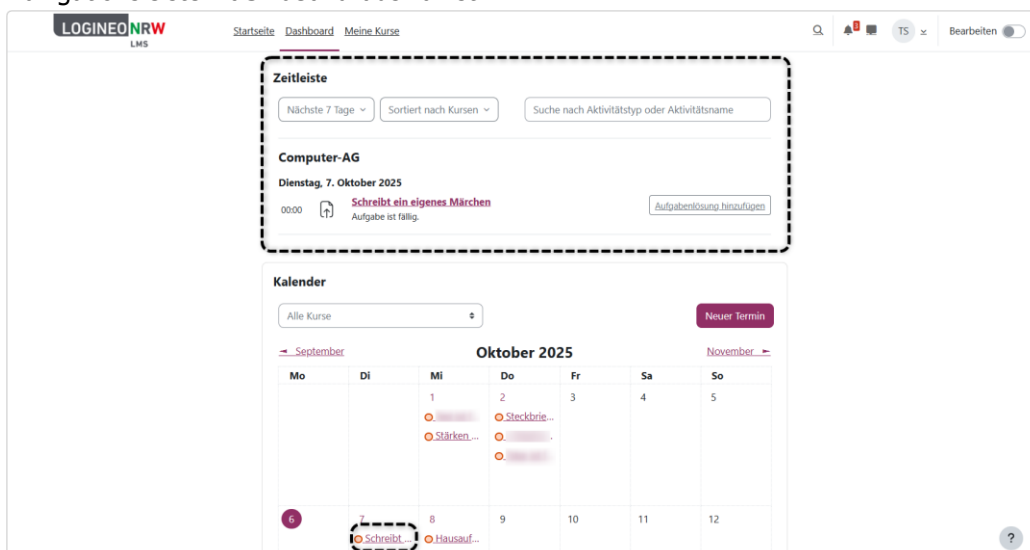 LOGINEO NRW
LMS
Startseite Dashboard Meine Kurse
TS
Bearbeiten
Zeitleiste
Nächste 7 Tage
Sortiert nach Kursen
Suche nach Aktivitätstyp oder Aktivitätsname
Computer-AG
Dienstag, 7. Oktober 2025
00:00
Schreibt ein eigenes Märchen
Aufgabenlösung hinzufügen
Aufgabe ist fällig.
Kalender
Alle Kurse
Neuer Termin
◄ September
Oktober 2025
November ►
Mo Di Mi Do Fr Sa So
1 2 3 4 5
Steckbrie...
Stärken ...
6 7 8 9 10 11 12
Schreibt ... Hausauf...
?